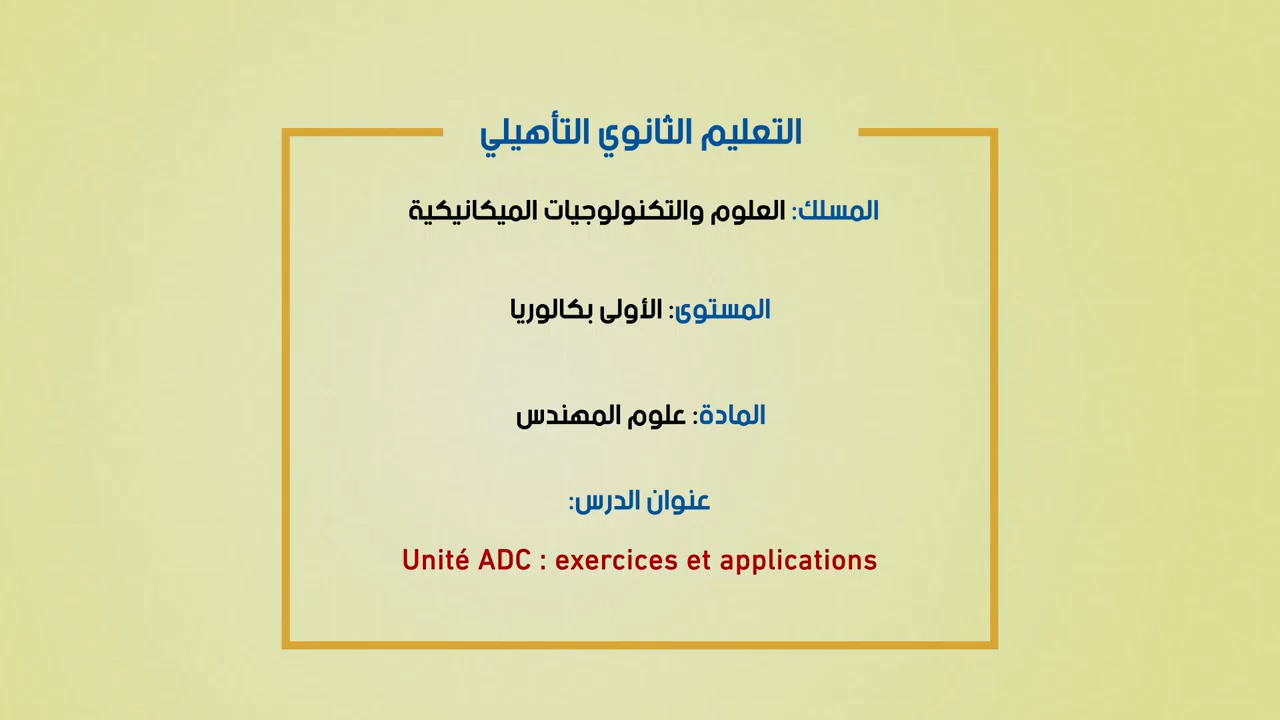 التعليم الثانوي التأهيلي
المسلك: العلوم والتكنولوجيات الميكانيكية
المستوى: الأولى بكالوريا
المادة: علوم المهندس
عنوان الدرس:
Unité ADC : exercices et applications